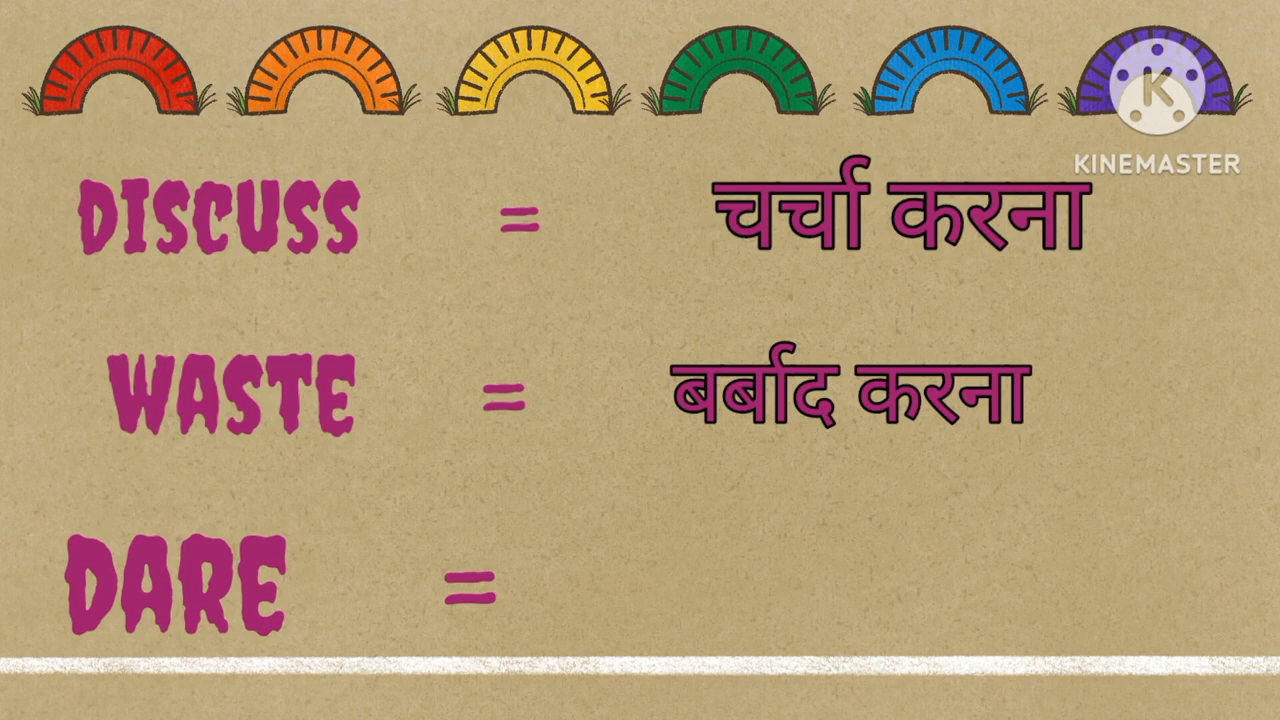 K
KINEMASTER
DISCUSS = चर्चा करना
WASTE = बर्बाद करना
DARE =